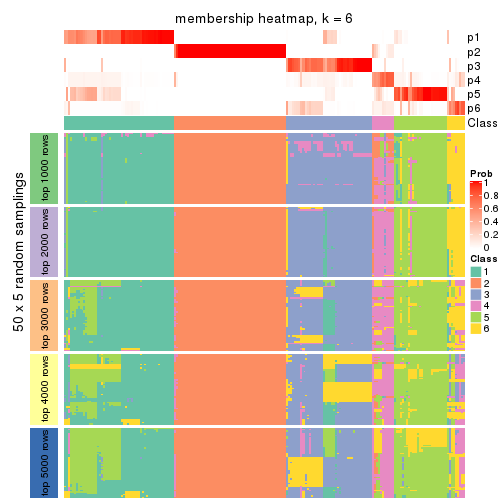 membership heatmap, k = 6
p1
p2
p3
p4
p5
p6
Class
50 x 5 random samplings
top 1000 rows
top 2000 rows
top 3000 rows
top 4000 rows
top 5000 rows
Prob
1
0.8
0.6
0.4
0.2
0
Class
1
2
3
4
5
6